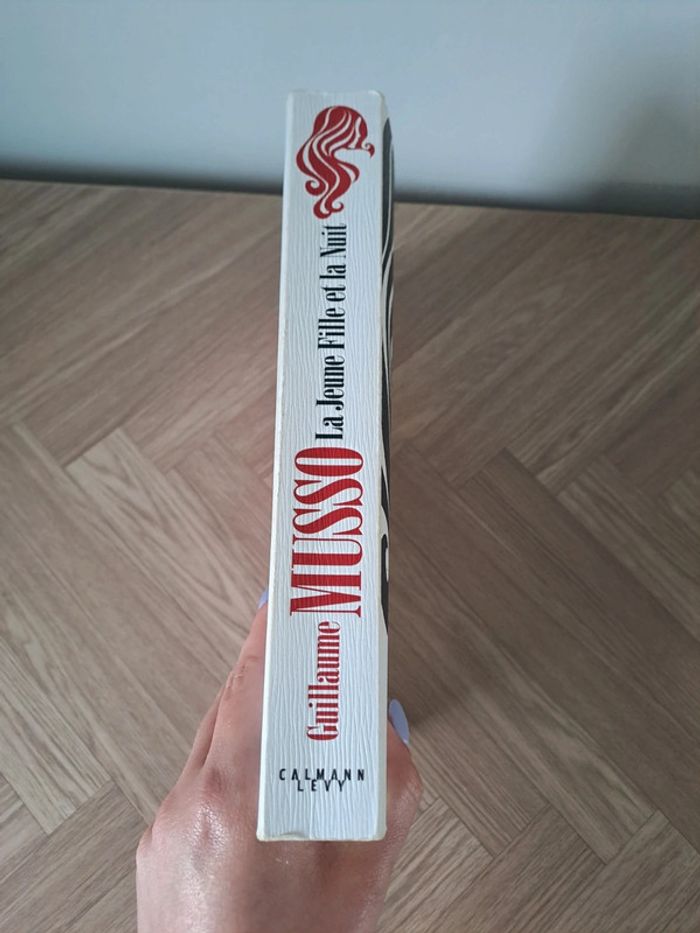 Guillaume MUSSO La Jeune Fille et la Nuit
CALMANN
LEVY